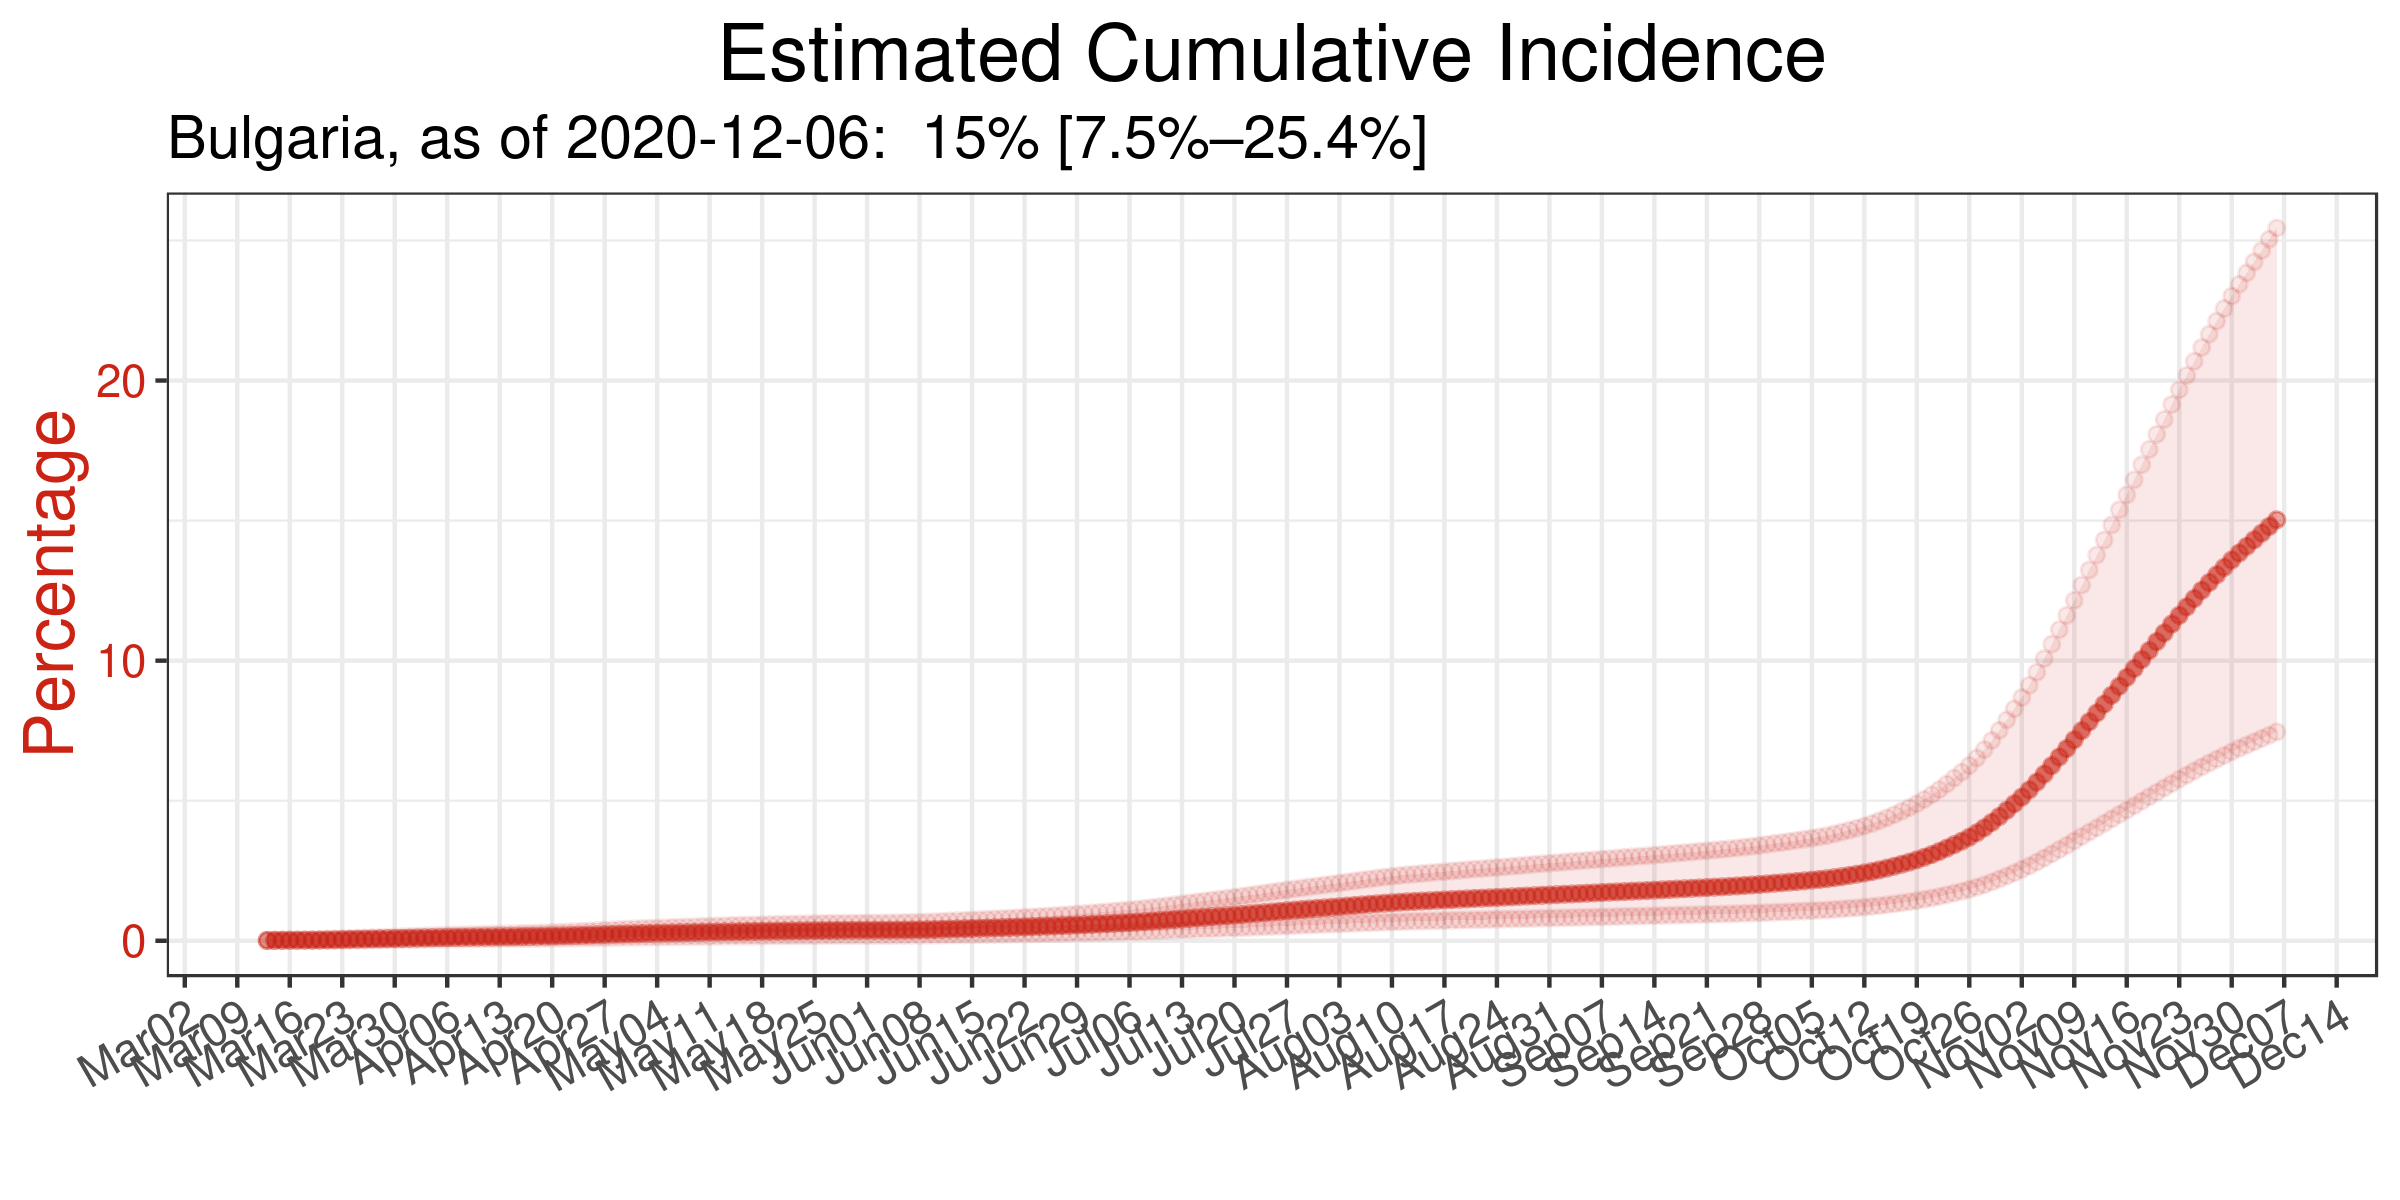 Estimated Cumulative Incidence
Bulgaria, as of 2020-12-06:  15% [7.5%–25.4%]
Percentage
20
10
0
Mar02
Mar09
Mar16
Mar23
Mar30
Apr06
Apr13
Apr20
Apr27
May04
May11
May18
May25
Jun01
Jun08
Jun15
Jun22
Jun29
Jul06
Jul13
Jul20
Jul27
Aug03
Aug10
Aug17
Aug24
Aug31
Sep07
Sep14
Sep21
Sep28
Oct05
Oct12
Oct19
Oct26
Nov02
Nov09
Nov16
Nov23
Nov30
Dec07
Dec14